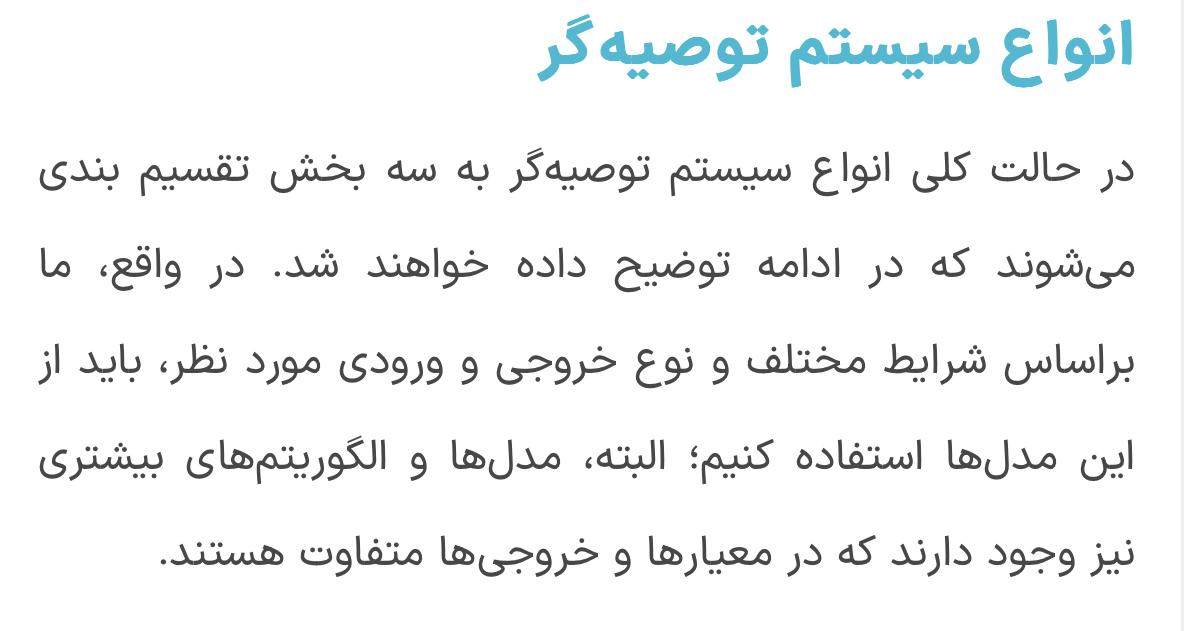 انواع سیستم توصیه‌گر
در حالت کلی انواع سیستم توصیه‌گر به سه بخش تقسیم بندی
می‌شوند که در ادامه توضیح داده خواهند شد. در واقع، ما
براساس شرایط مختلف و نوع خروجی و ورودی مورد نظر، باید از
این مدل‌ها استفاده کنیم؛ البته، مدل‌ها و الگوریتم‌های بیشتری
نیز وجود دارند که در معیارها و خروجی‌ها متفاوت هستند.